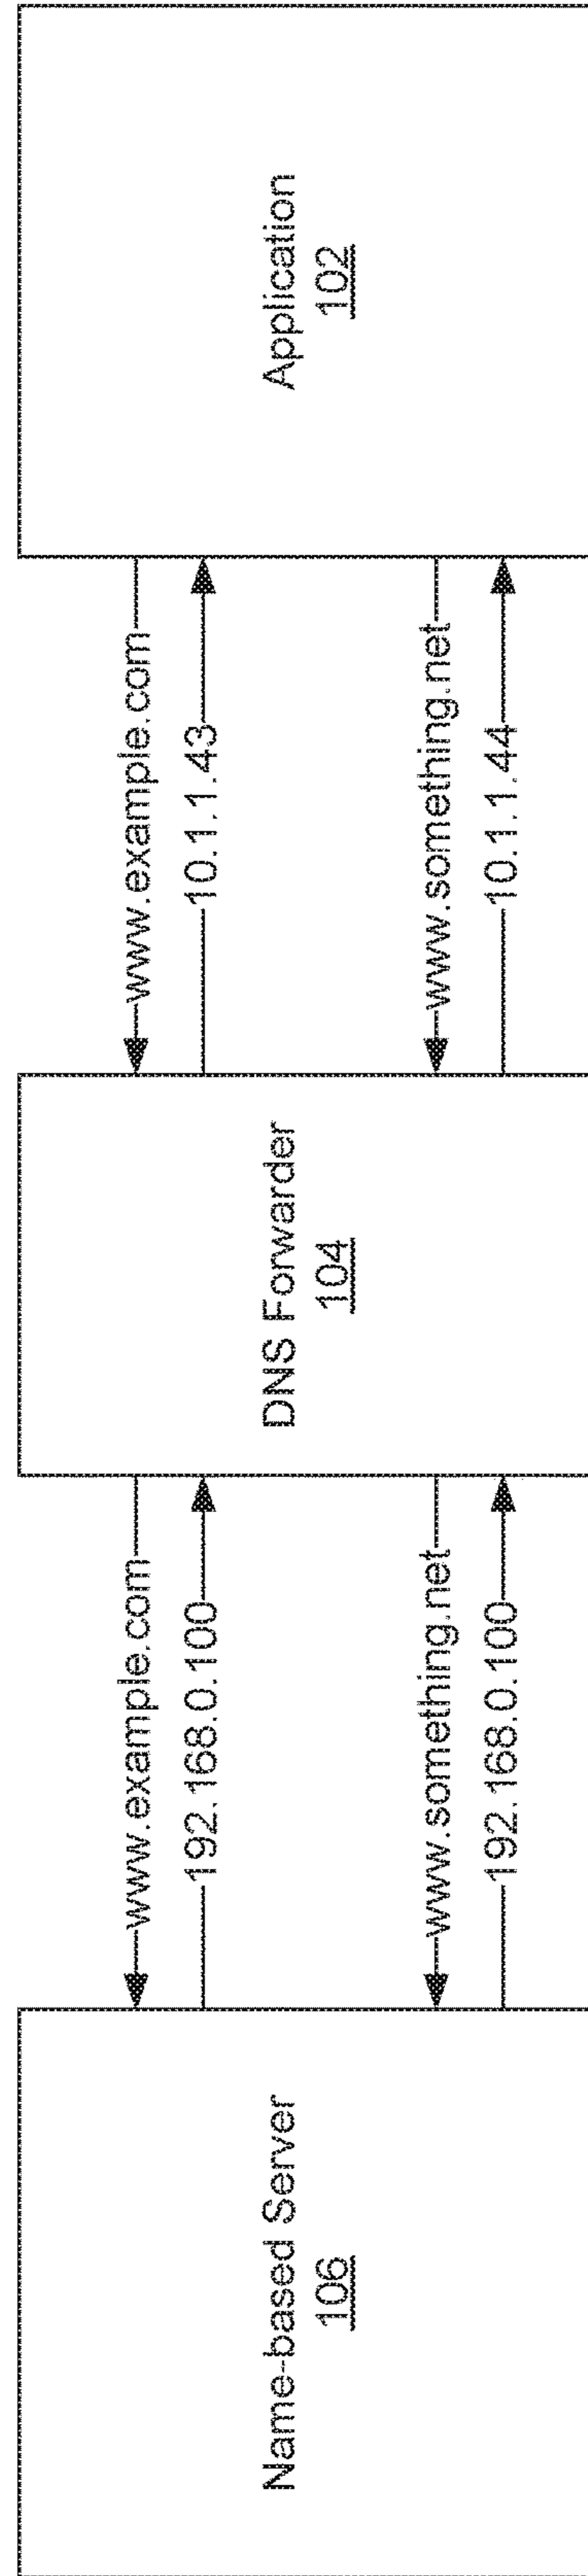 Name-based Server
106
www.example.com
192.168.0.100
www.something.net
192.168.0.100
DNS Forwarder
104
www.example.com
10.1.1.43
www.something.net
10.1.1.44
Application
102